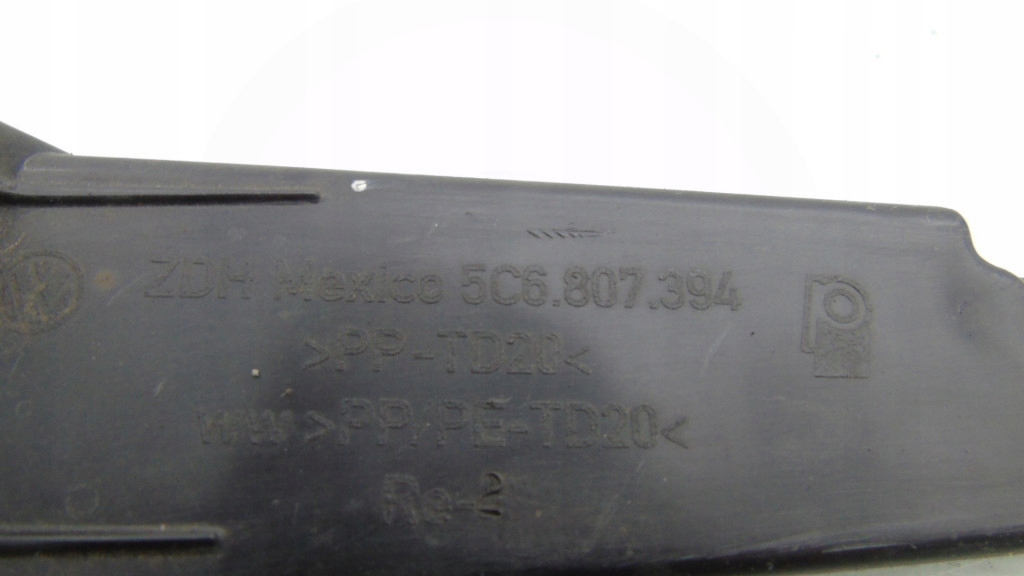 ZDH Mexico 5C6.807.394
>PP-TD20<
>PP/PE-TD20<
Re-2